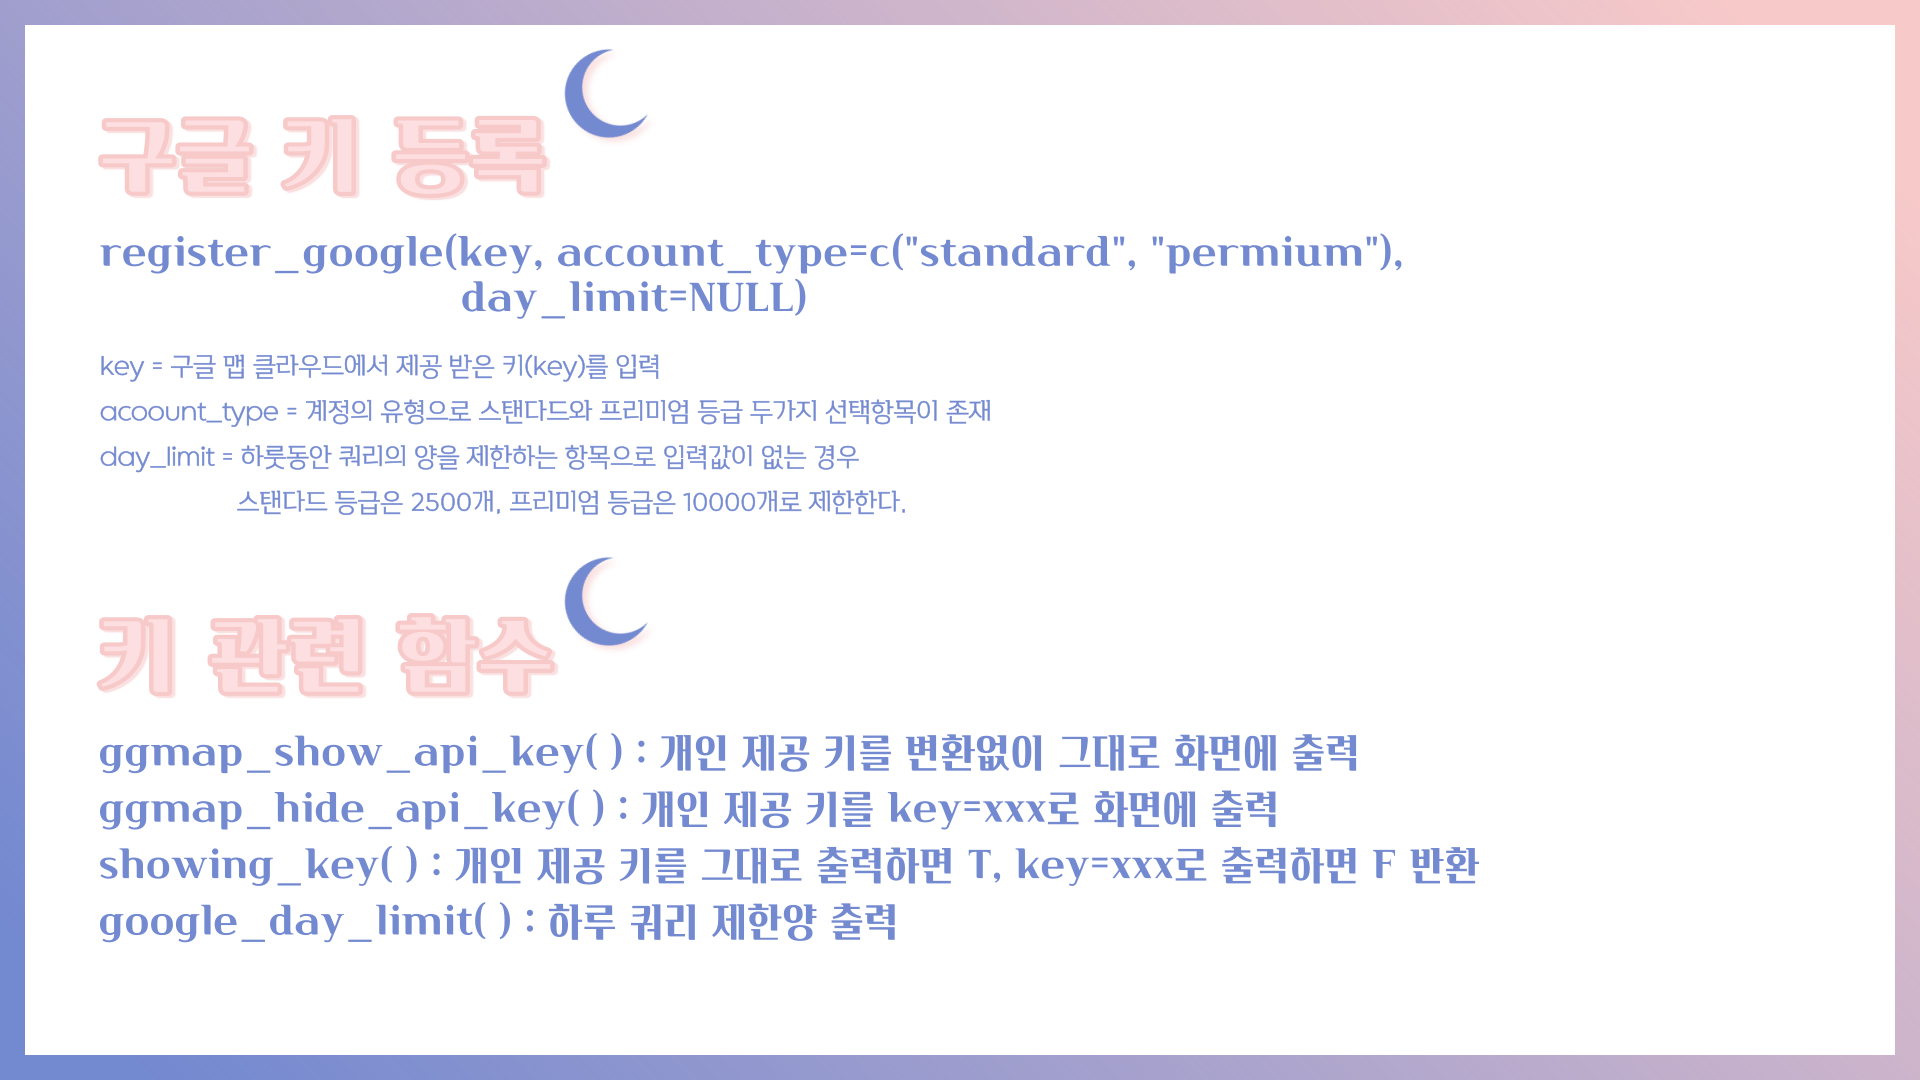 구글 키 등록
register_google(key, account_type=c("standard", "permium"),
day_limit=NULL)
key = 구글 맵 클라우드에서 제공 받은 키(key)를 입력
acoount_type = 계정의 유형으로 스탠다드와 프리미엄 등급 두가지 선택항목이 존재
day_limit = 하룻동안 쿼리의 양을 제한하는 항목으로 입력값이 없는 경우
스탠다드 등급은 2500개, 프리미엄 등급은 10000개로 제한한다.
키 관련 함수
ggmap_show_api_key( ) : 개인 제공 키를 변환없이 그대로 화면에 출력
ggmap_hide_api_key( ) : 개인 제공 키를 key=xxx로 화면에 출력
showing_key( ) : 개인 제공 키를 그대로 출력하면 T, key=xxx로 출력하면 F 반환
google_day_limit( ) : 하루 쿼리 제한양 출력